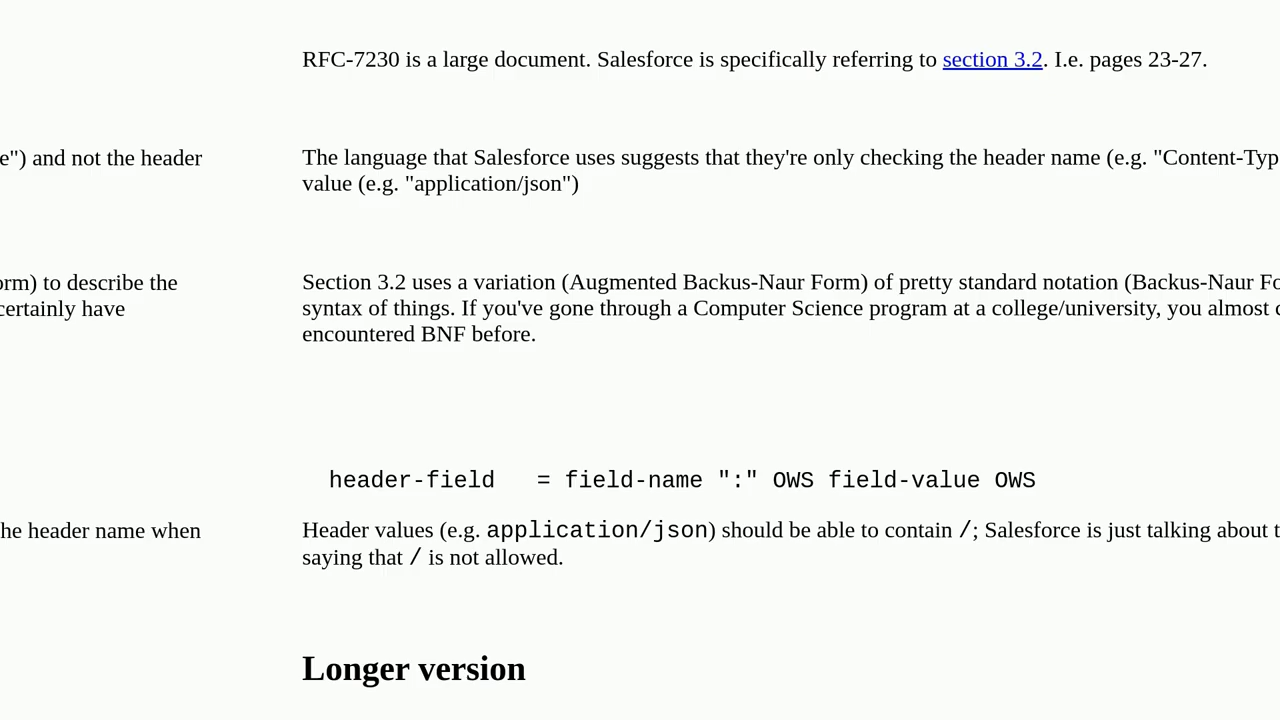 RFC-7230 is a large document. Salesforce is specifically referring to section 3.2. I.e. pages 23-27.
e") and not the header
The language that Salesforce uses suggests that they're only checking the header name (e.g. "Content-Typ
value (e.g. "application/json")
orm) to describe the
certainly have
Section 3.2 uses a variation (Augmented Backus-Naur Form) of pretty standard notation (Backus-Naur Fo
syntax of things. If you've gone through a Computer Science program at a college/university, you almost c
encountered BNF before.
header-field   = field-name ":" OWS field-value OWS
he header name when
Header values (e.g. application/json) should be able to contain /; Salesforce is just talking about t
saying that / is not allowed.
Longer version